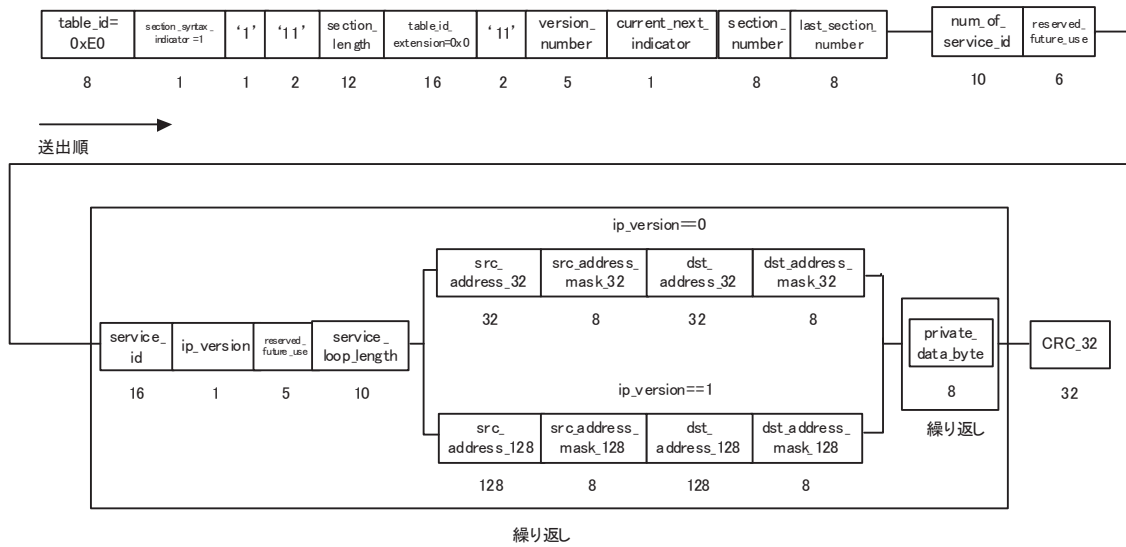 table_id=
0xE0
section_syntax_
indicator =1
‘1’
‘11’
section_
length
table_id_
extension=0x0
‘11’
version_
number
current_next_
indicator
section_
number
last_section_
number
num_of_
service_id
reserved_
future_use
8
1
1
2
12
16
2
5
1
8
8
10
6
送出順
ip_version==0
src_
address_32
src_address_
mask_32
dst_
address_32
dst_address_
mask_32
32
8
32
8
service_
id
ip_version
reserved_
future_use
service_
loop_length
16
1
5
10
private_
data_byte
8
繰り返し
CRC_32
32
ip_version==1
src_
address_128
src_address_
mask_128
dst_
address_128
dst_address_
mask_128
128
8
128
8
繰り返し